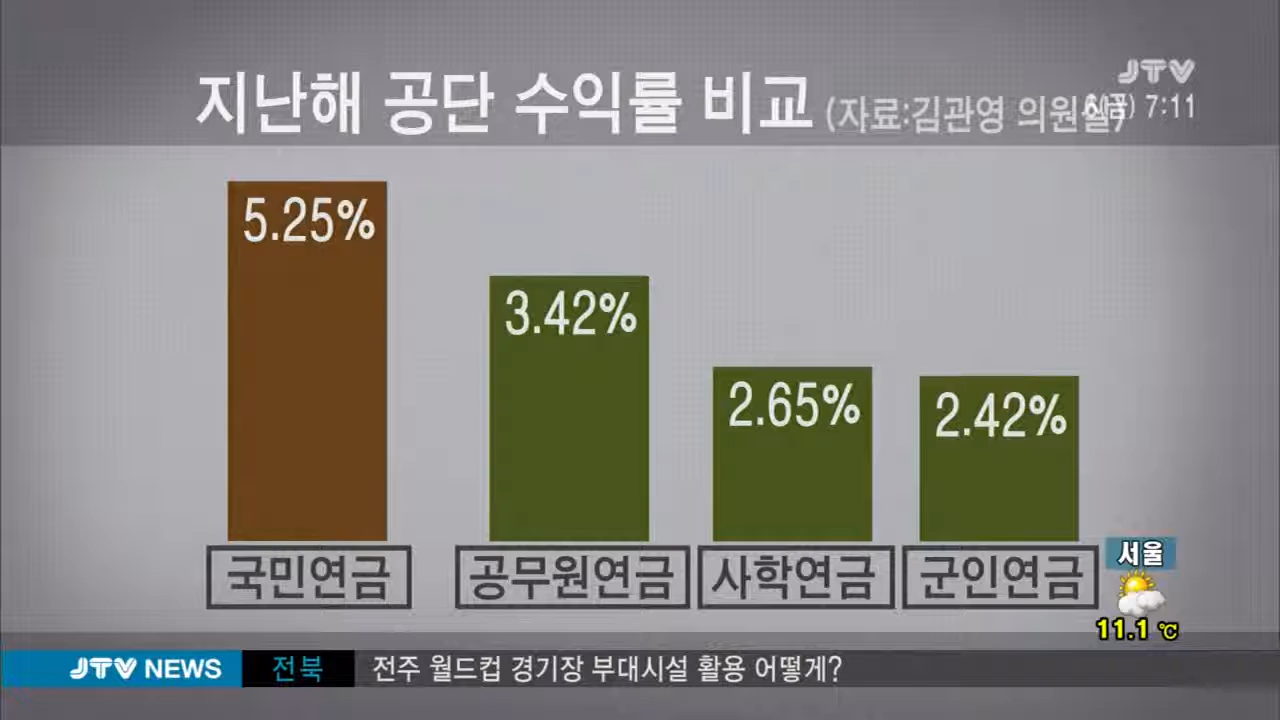 지난해 공단 수익률 비교 (자료:김관영 의원실)
JTV
7:11
5.25%
3.42%
2.65%
2.42%
국민연금
공무원연금
사학연금
군인연금
서울
11.1 ℃
JTV NEWS
전북
전주 월드컵 경기장 부대시설 활용 어떻게?